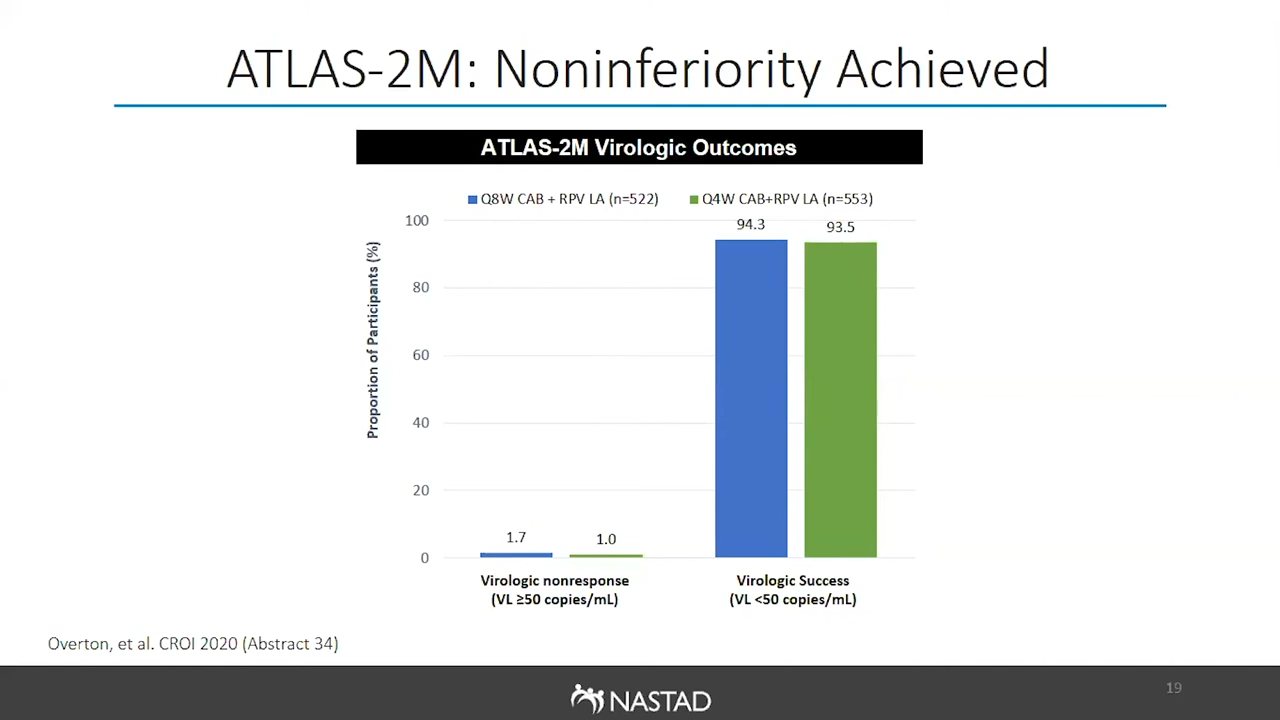 ATLAS-2M: Noninferiority Achieved
ATLAS-2M Virologic Outcomes
Q8W CAB + RPV LA (n=522)
Q4W CAB+RPV LA (n=553)
Proportion of Participants (%)
100
80
60
40
20
0
94.3
93.5
1.7
1.0
Virologic nonresponse
(VL ≥50 copies/mL)
Virologic Success
(VL <50 copies/mL)
Overton, et al. CROI 2020 (Abstract 34)
NASTAD
19